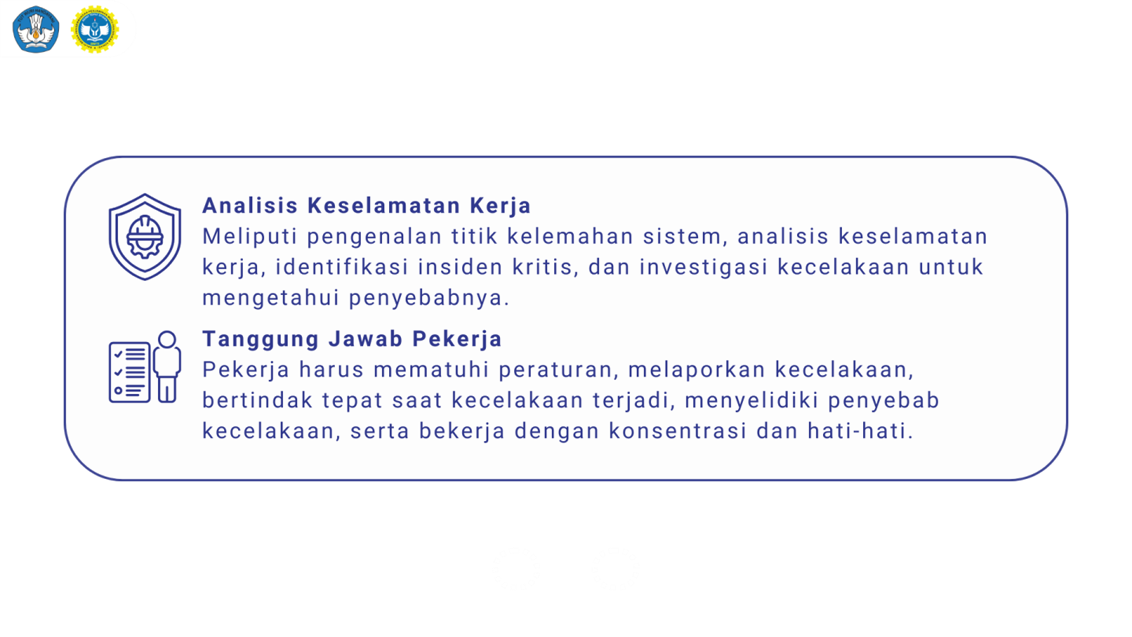 Analisis Keselamatan Kerja
Meliputi pengenalan titik kelemahan sistem, analisis keselamatan
kerja, identifikasi insiden kritis, dan investigasi kecelakaan untuk
mengetahui penyebabnya.
Tanggung Jawab Pekerja
Pekerja harus mematuhi peraturan, melaporkan kecelakaan,
bertindak tepat saat kecelakaan terjadi, menyelidiki penyebab
kecelakaan, serta bekerja dengan konsentrasi dan hati-hati.